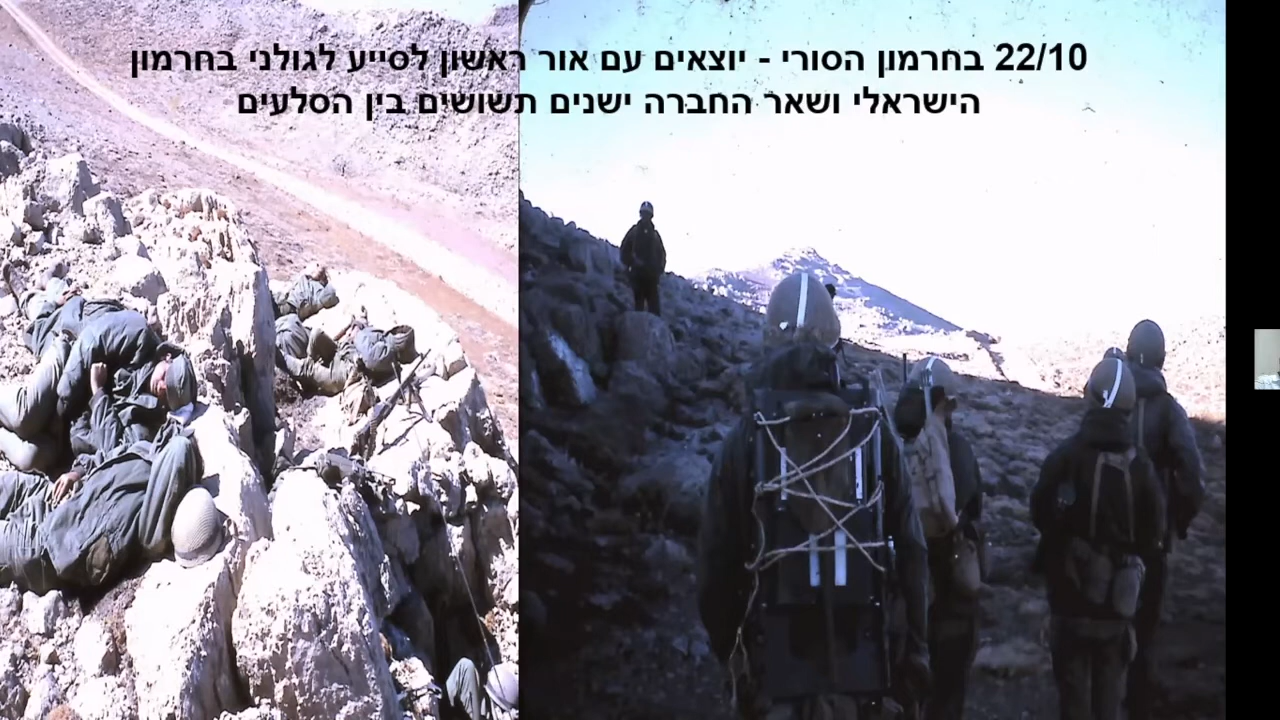 22/10 בחרמון הסורי - יוצאים עם אור ראשון לסייע לגולני בחרמון
הישראלי ושאר החברה ישנים תשושים בין הסלעים